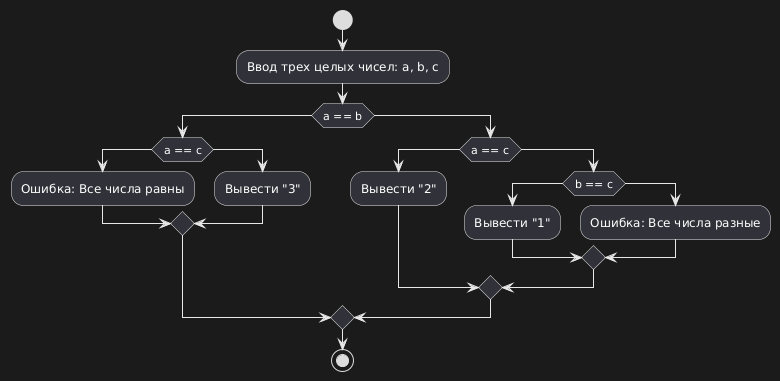 Ввод трех целых чисел: a, b, c
a == b
a == c
a == c
Ошибка: Все числа равны
Вывести "3"
Вывести "2"
b == c
Вывести "1"
Ошибка: Все числа разные